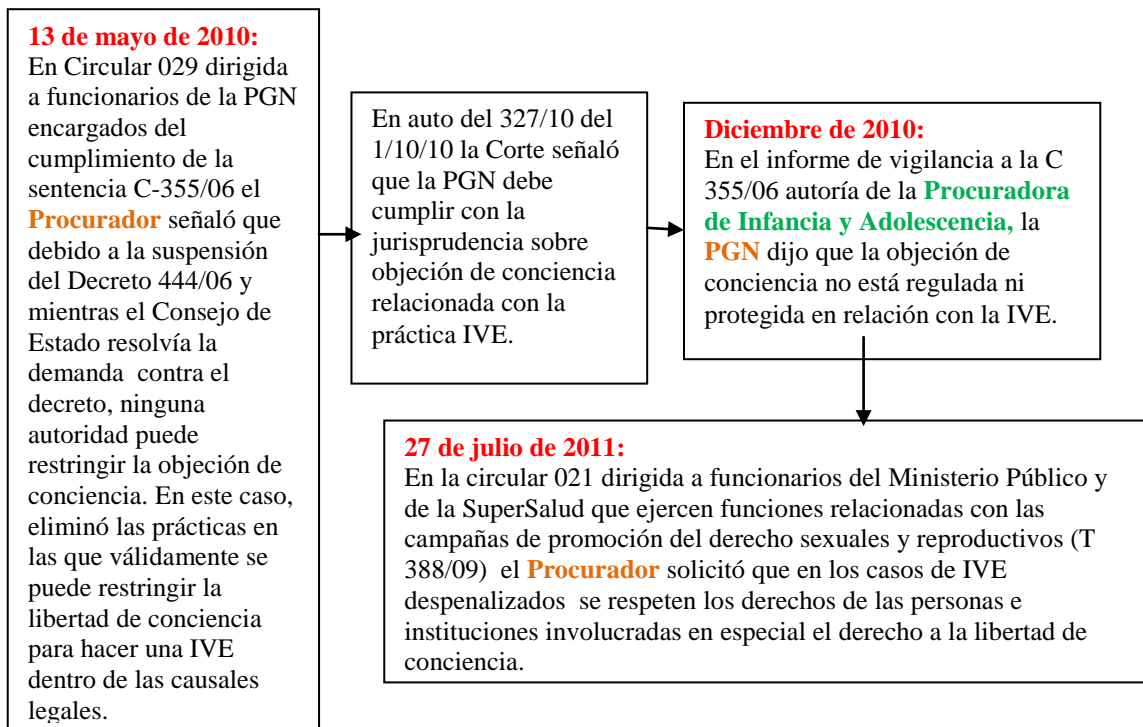 13 de mayo de 2010:
En Circular 029 dirigida
a funcionarios de la PGN
encargados del
cumplimiento de la
sentencia C-355/06 el
Procurador señaló que
debido a la suspensión
del Decreto 444/06 y
mientras el Consejo de
Estado resolvía la
demanda contra el
decreto, ninguna
autoridad puede
restringir la objeción de
conciencia. En este caso,
eliminó las prácticas en
las que válidamente se
puede restringir la
libertad de conciencia
para hacer una IVE
dentro de las causales
legales.
En auto del 327/10 del
1/10/10 la Corte señaló
que la PGN debe
cumplir con la
jurisprudencia sobre
objeción de conciencia
relacionada con la
práctica IVE.
Diciembre de 2010:
En el informe de vigilancia a la C
355/06 autoría de la Procuradora
de Infancia y Adolescencia, la
PGN dijo que la objeción de
conciencia no está regulada ni
protegida en relación con la IVE.
27 de julio de 2011:
En la circular 021 dirigida a funcionarios del Ministerio Público y
de la SuperSalud que ejercen funciones relacionadas con las
campañas de promoción del derecho sexuales y reproductivos (T
388/09) el Procurador solicitó que en los casos de IVE
despenalizados se respeten los derechos de las personas e
instituciones involucradas en especial el derecho a la libertad de
conciencia.